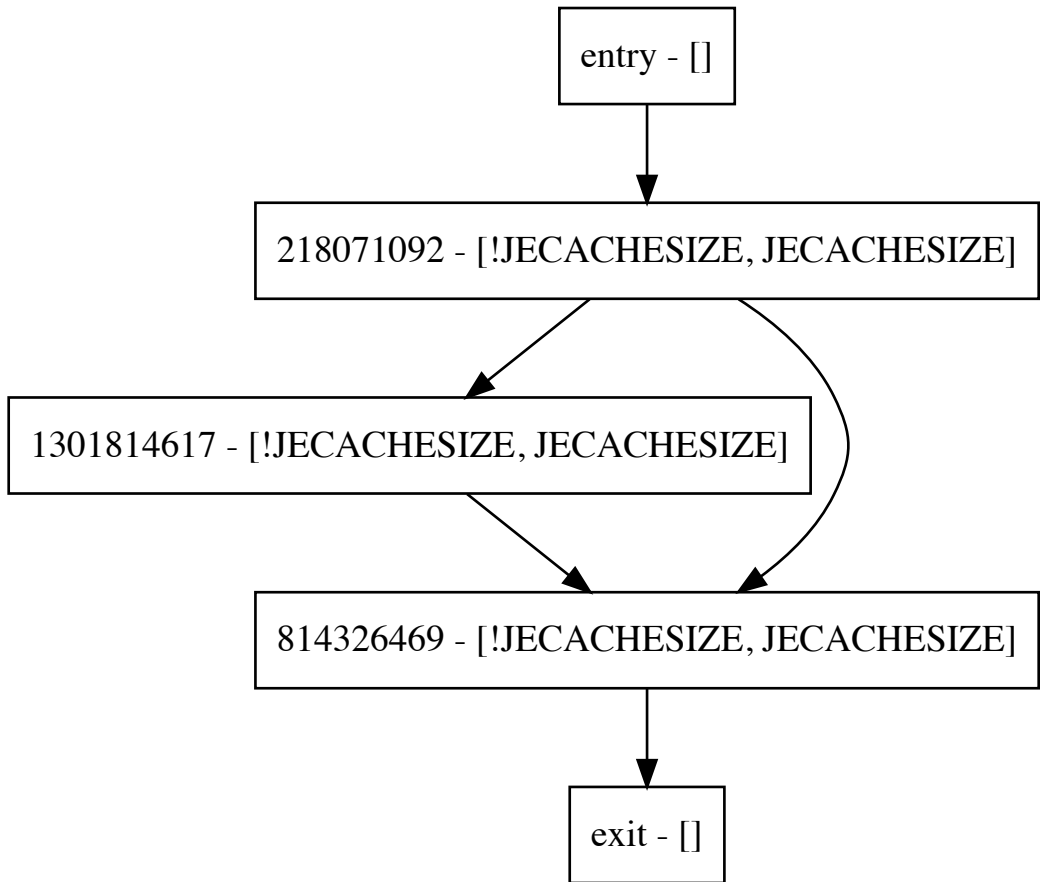 entry - []
218071092 - [!JECACHESIZE, JECACHESIZE]
1301814617 - [!JECACHESIZE, JECACHESIZE]
814326469 - [!JECACHESIZE, JECACHESIZE]
exit - []